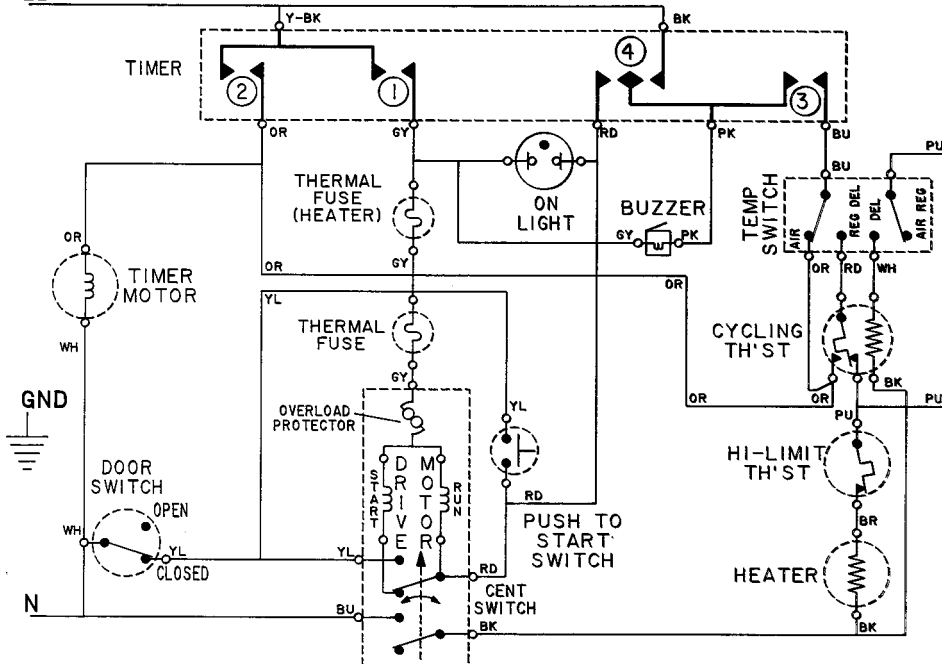 Y-BK
BK
TIMER
2
1
4
3
OR
GY
RD
PK
BU
BU
PU
THERMAL
FUSE
(HEATER)
ON
LIGHT
BUZZER
GY
PK
TEMP
SWITCH
AIR
REG DEL
DEL
AIR REG
OR
RD
WH
OR
TIMER
MOTOR
WH
OR
GY
YL
OR
THERMAL
FUSE
CYCLING
TH'ST
GY
OR
OR
BK
PU
PU
GND
OVERLOAD
PROTECTOR
YL
HI-LIMIT
TH'ST
DOOR
SWITCH
OPEN
START
DRIVE
MOTOR
RUN
RD
PUSH TO
START
SWITCH
BR
WH
YL
CLOSED
YL
RD
HEATER
CENT
SWITCH
N
BU
BK
BK